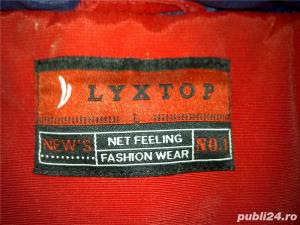 LYXTOP
L
NEW'S NET FEELING NO.1
FASHION WEAR
publi24.ro